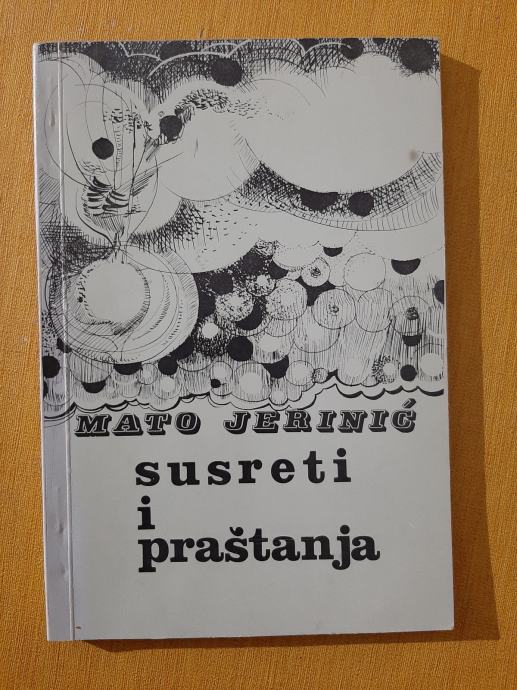 MATO JERINIĆ
susreti
i
praštanja